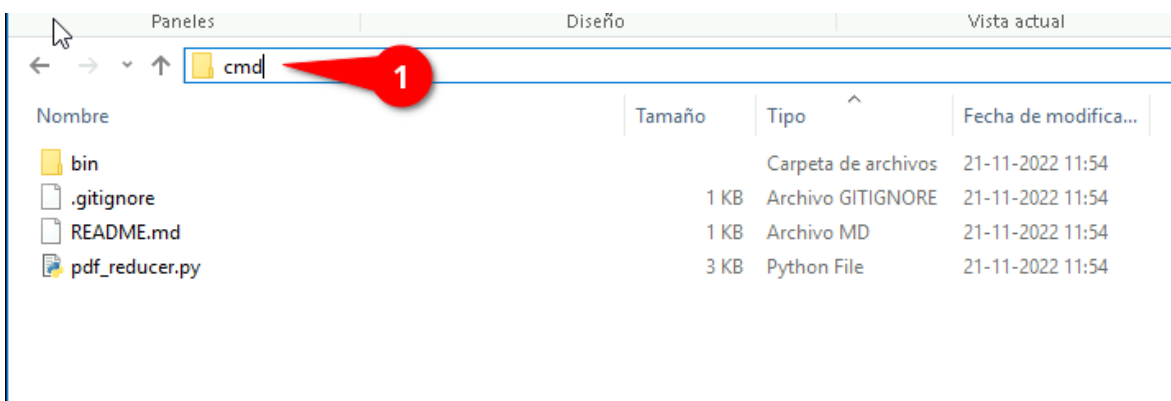 Paneles Diseño Vista actual
cmd 1
Nombre Tamaño Tipo Fecha de modifica...
bin Carpeta de archivos 21-11-2022 11:54
.gitignore 1 KB Archivo GITIGNORE 21-11-2022 11:54
README.md 1 KB Archivo MD 21-11-2022 11:54
pdf_reducer.py 3 KB Python File 21-11-2022 11:54